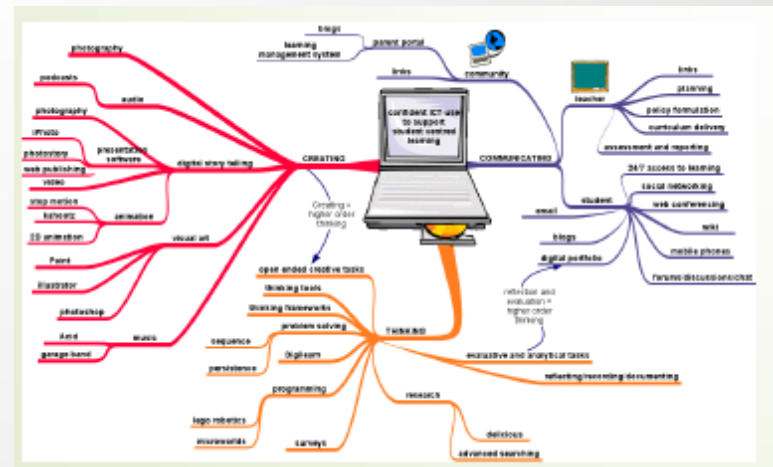 blogs
learning
management system
parent portal
links
community
photography
podcasts
audio
photography
iPhoto
photostory
web publishing
presentation
software
digital story telling
video
stop motion
kahootz
2D animation
animation
visual art
Paint
illustrator
photoshop
Acid
garage band
music
CREATING
confident ICT use
to support
student centred
learning
COMMUNICATING
teacher
links
planning
policy formulation
curriculum delivery
assessment and reporting
24/7 access to learning
social networking
web conferencing
wiki
mobile phones
forums/discussions/chat
student
email
blogs
digital portfolio
Creating =
higher order
thinking
reflection and
evaluation =
higher order
thinking
open ended creative tasks
thinking tools
thinking frameworks
problem solving
sequence
persistence
Digilearn
programming
lego robotics
microworlds
surveys
THINKING
evaluative and analytical tasks
reflecting/recording/documenting
research
delicious
advanced searching